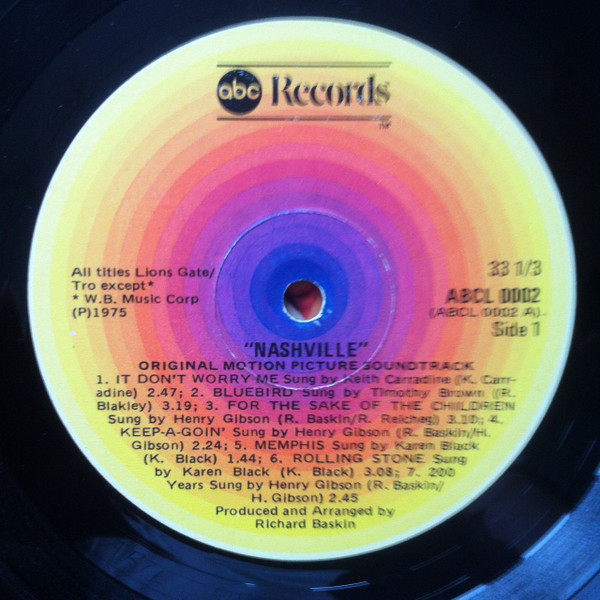 abc Records
All titles Lions Gate/
Tro except*
* W.B. Music Corp
(P)1975
33 1/3
ABCL 0002
(ABCL 0002 A)
Side 1
"NASHVILLE"
ORIGINAL MOTION PICTURE SOUNDTRACK
1. IT DON'T WORRY ME Sung by Keith Carradine (K. Carr-
adine) 2.47; 2. BLUEBIRD Sung by Timothy Brown (R.
Blakley) 3.19; 3. FOR THE SAKE OF THE CHILDREN
Sung by Henry Gibson (R. Baskin/R. Reicheg) 3.10; 4.
KEEP-A-GOIN' Sung by Henry Gibson (R. Baskin/H.
Gibson) 2.24; 5. MEMPHIS Sung by Karen Black
(K. Black) 1.44; 6. ROLLING STONE Sung
by Karen Black (K. Black) 3.08; 7. 200
Years Sung by Henry Gibson (R. Baskin/
H. Gibson) 2.45
Produced and Arranged by
Richard Baskin